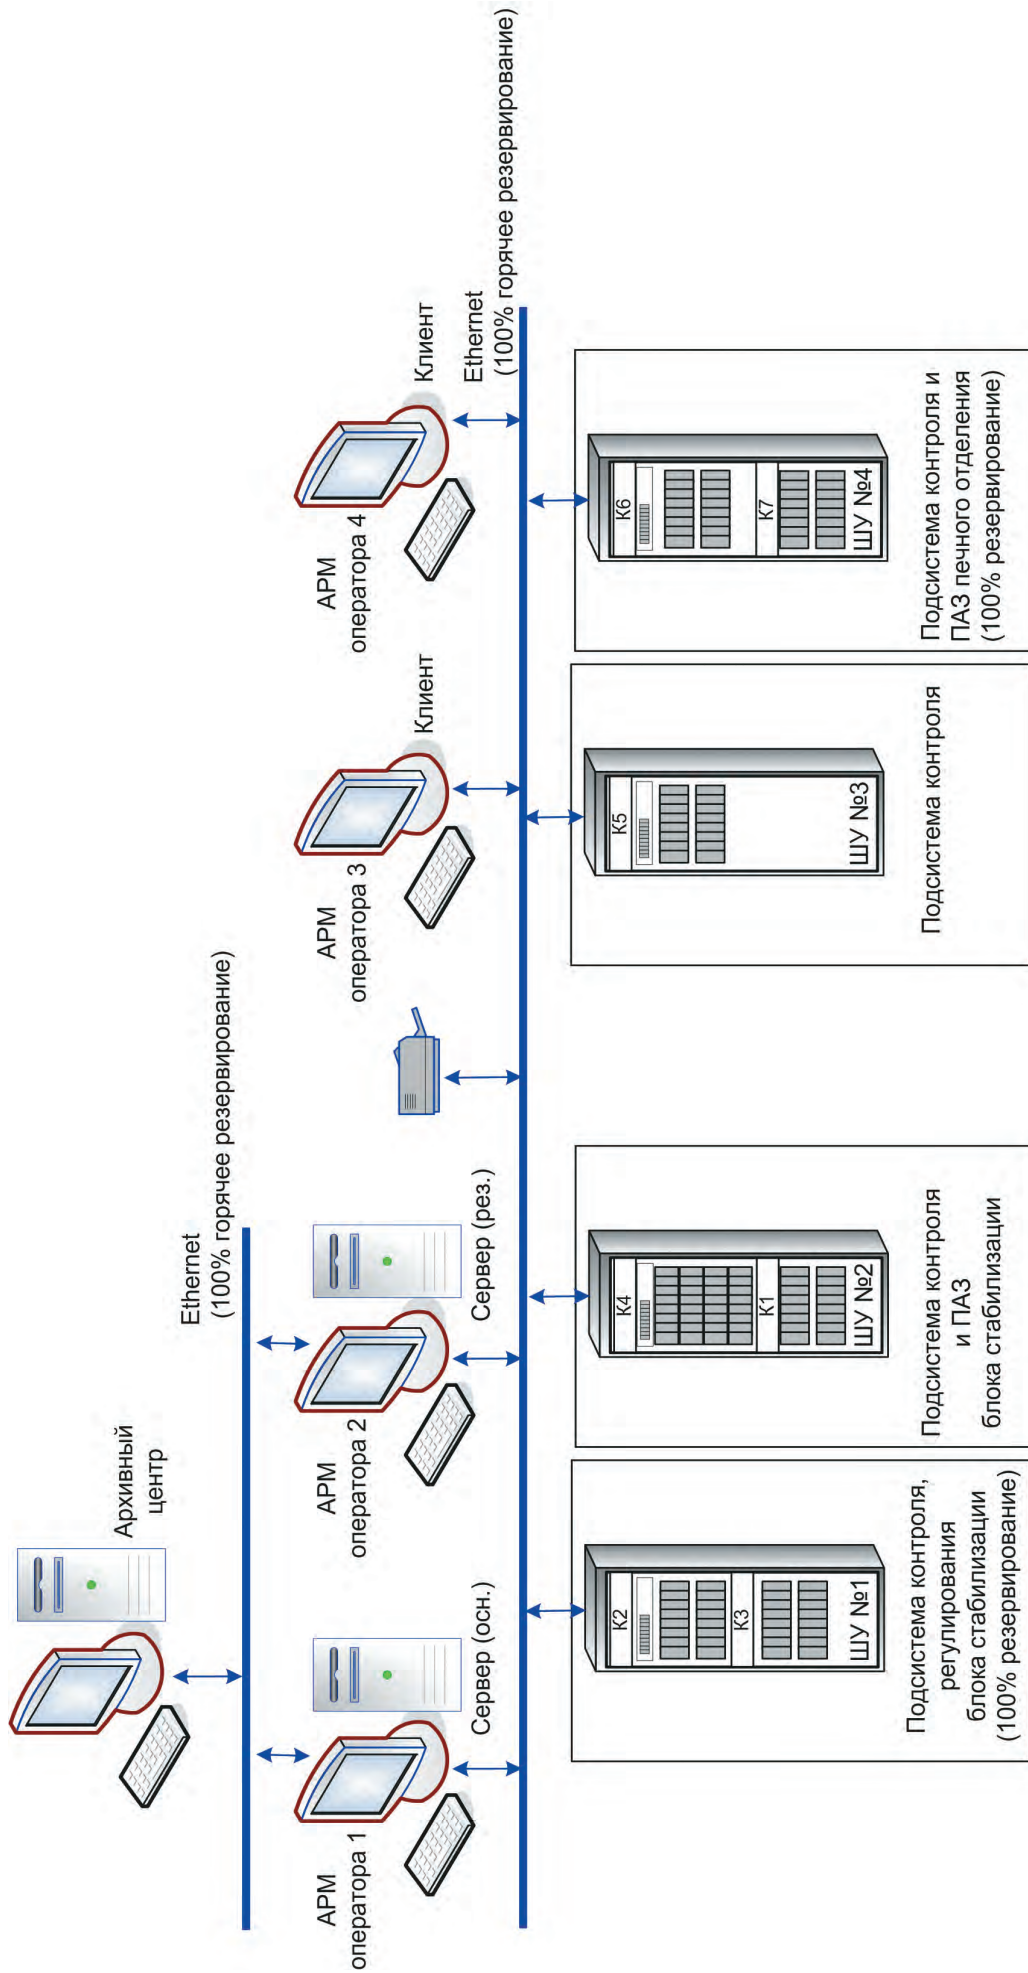 Архивный
центр
Ethernet
(100% горячее резервирование)
АРМ
оператора 1
Сервер (осн.)
АРМ
оператора 2
Сервер (рез.)
АРМ
оператора 3
Клиент
АРМ
оператора 4
Клиент
Ethernet
(100% горячее резервирование)
К2
К3
ШУ №1
Подсистема контроля,
регулирования
блока стабилизации
(100% резервирование)
К4
К1
ШУ №2
Подсистема контроля
и ПАЗ
блока стабилизации
К5
ШУ №3
Подсистема контроля
К6
К7
ШУ №4
Подсистема контроля и
ПАЗ печного отделения
(100% резервирование)